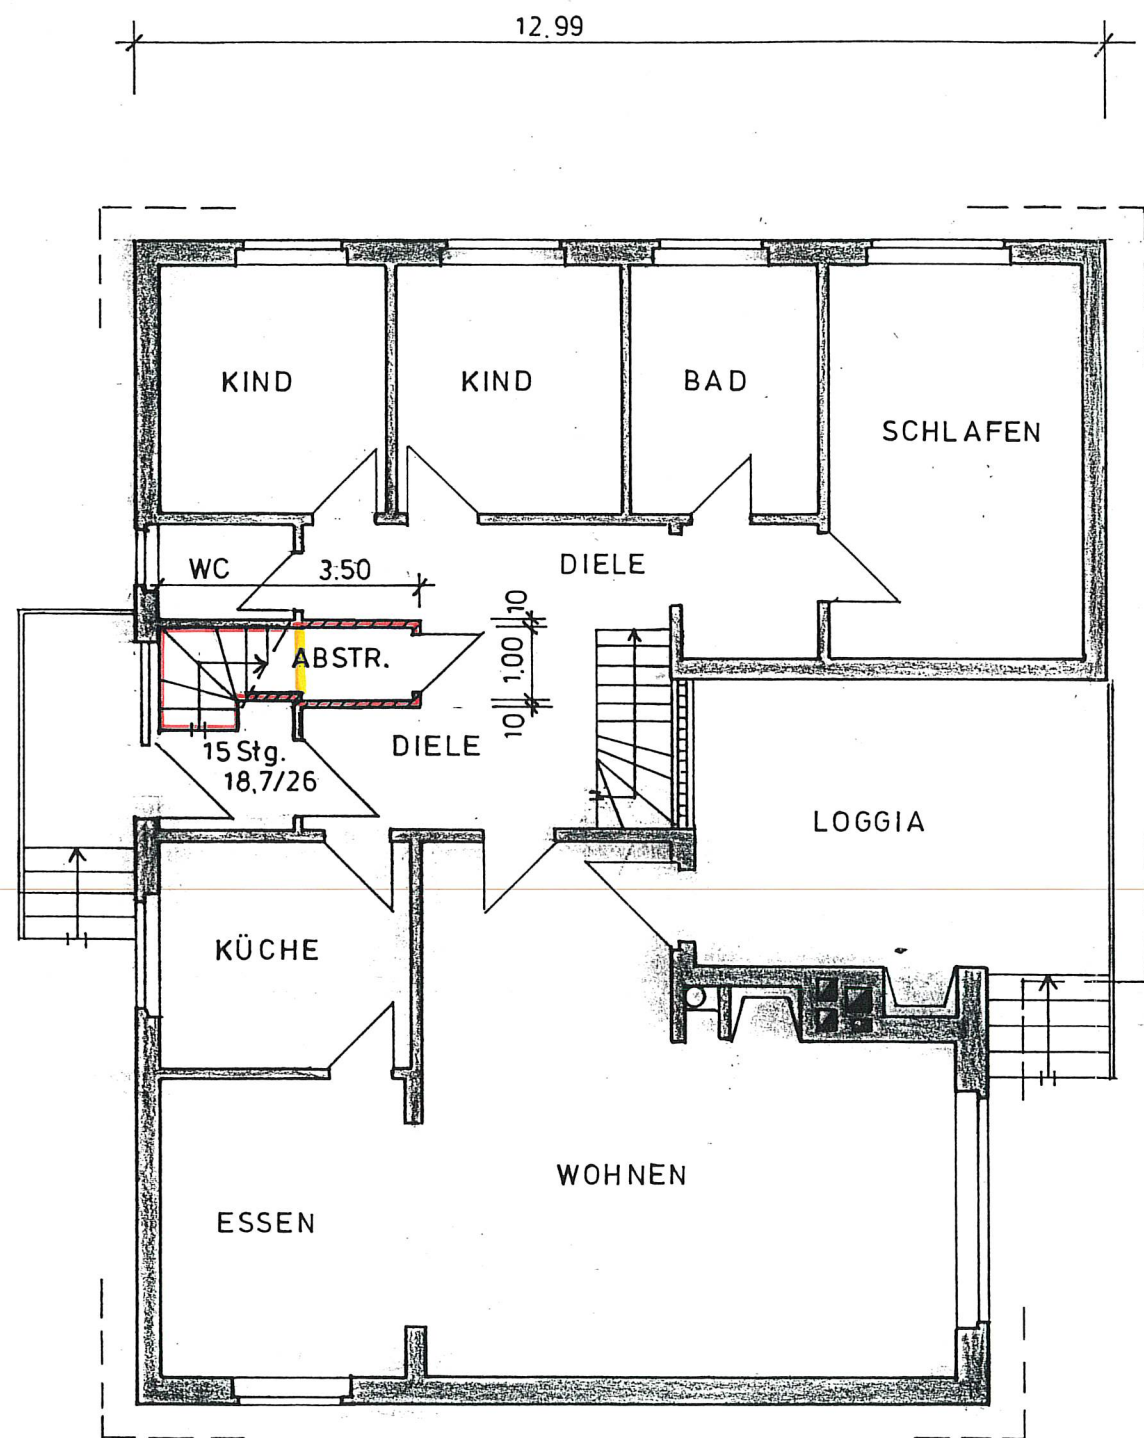 12.99
KIND
KIND
BAD
SCHLAFEN
WC
3.50
DIELE
10
ABSTR.
1.00
10
DIELE
15 Stg.
18,7/26
LOGGIA
KÜCHE
WOHNEN
ESSEN